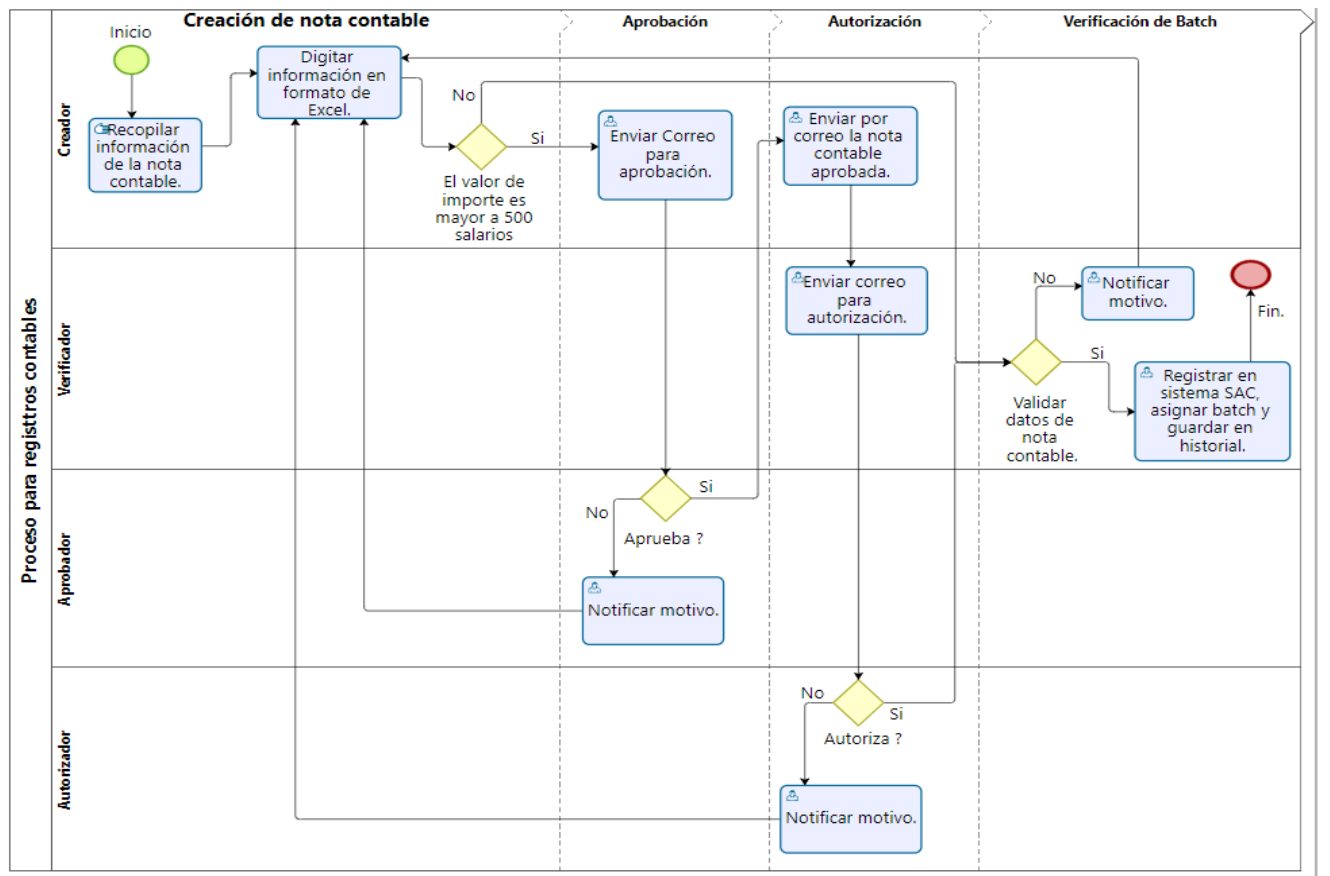 Creación de nota contable
Aprobación
Autorización
Verificación de Batch
Proceso para registtros contables
Creador
Inicio
Recopilar
información
de la nota
contable.
Digitar
información en
formato de
Excel.
No
Si
El valor de
importe es
mayor a 500
salarios
Enviar Correo
para
aprobación.
Enviar por
correo la nota
contable
aprobada.
Verificador
Enviar correo
para
autorización.
No
Notificar
motivo.
Si
Validar
datos de
nota
contable.
Registrar en
sistema SAC,
asignar batch y
guardar en
historial.
Fin.
Aprobador
Si
No
Aprueba ?
Notificar motivo.
Autorizador
No
Si
Autoriza ?
Notificar motivo.